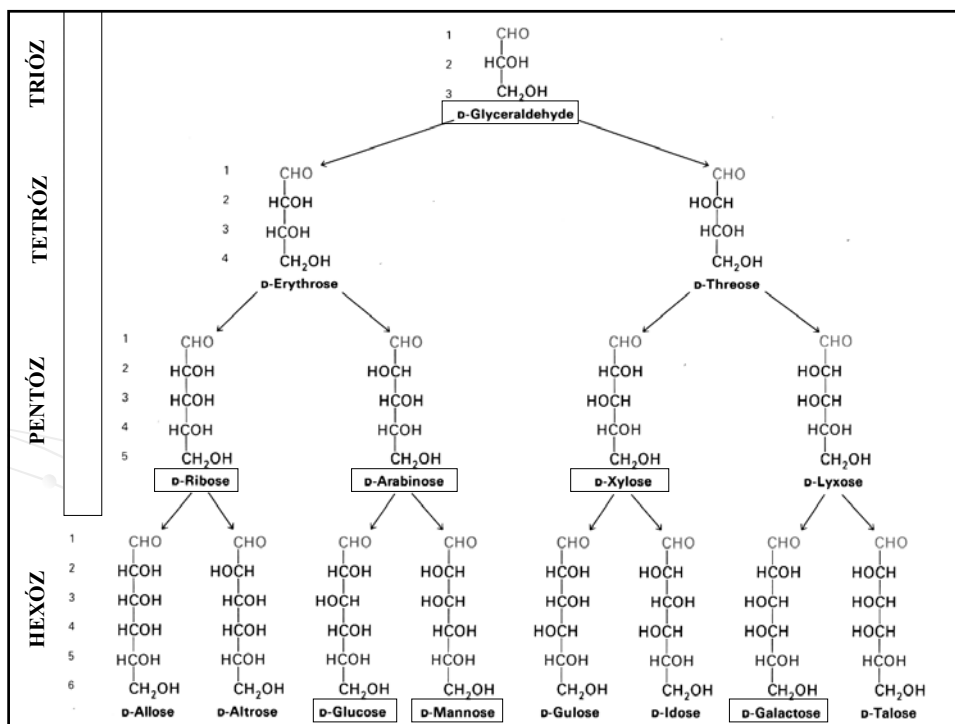 TRIÓZ
1 CHO
2 HCOH
3 CH₂OH
D-Glyceraldehyde
TETRÓZ
1 CHO CHO
2 HCOH HOCH
3 HCOH HCOH
4 CH₂OH CH₂OH
D-Erythrose D-Threose
PENTÓZ
1 CHO CHO CHO CHO
2 HCOH HOCH HCOH HOCH
3 HCOH HCOH HOCH HOCH
4 HCOH HCOH HCOH HCOH
5 CH₂OH CH₂OH CH₂OH CH₂OH
D-Ribose D-Arabinose D-Xylose D-Lyxose
HEXÓZ
1 CHO CHO CHO CHO CHO CHO CHO CHO
2 HCOH HOCH HCOH HOCH HCOH HOCH HCOH HOCH
3 HCOH HCOH HOCH HOCH HCOH HCOH HOCH HOCH
4 HCOH HCOH HCOH HCOH HOCH HOCH HOCH HOCH
5 HCOH HCOH HCOH HCOH HCOH HCOH HCOH HCOH
6 CH₂OH CH₂OH CH₂OH CH₂OH CH₂OH CH₂OH CH₂OH CH₂OH
D-Allose D-Altrose D-Glucose D-Mannose D-Gulose D-Idose D-Galactose D-Talose